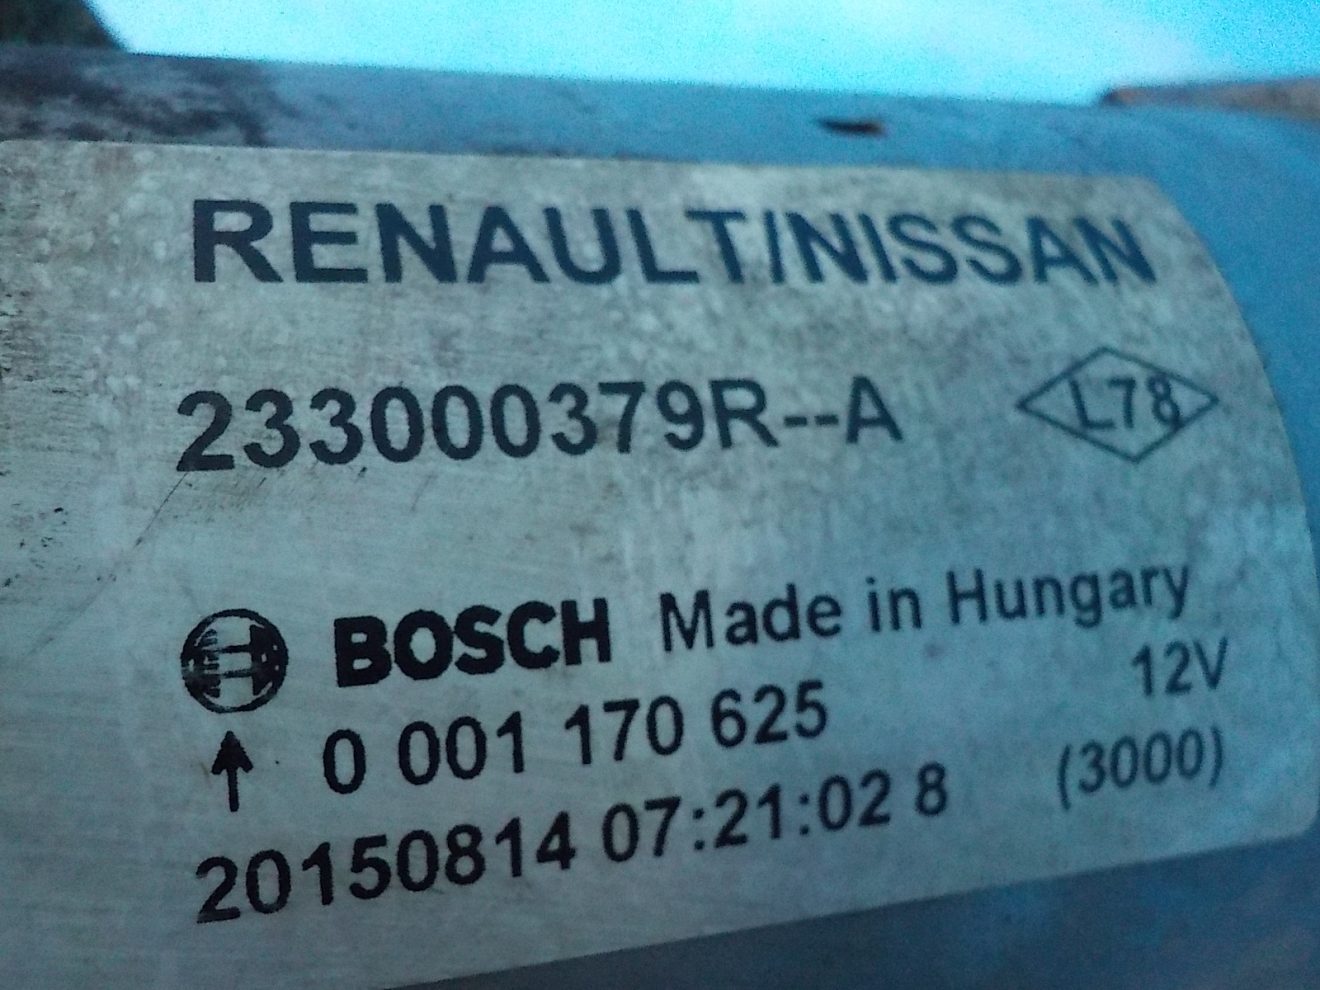 RENAULT/NISSAN
233000379R--A L78
BOSCH Made in Hungary
0 001 170 625 12V
20150814 07:21:02 8 (3000)